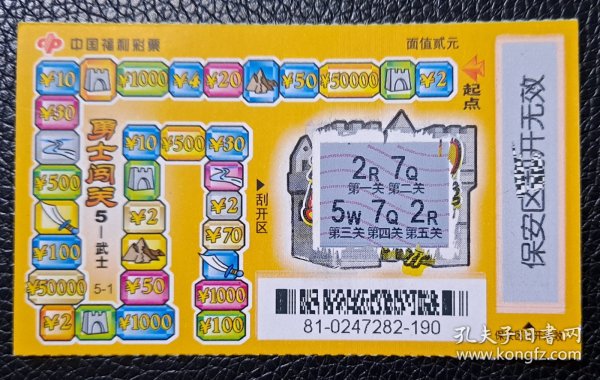 中国福利彩票
面值贰元
¥10
¥1000
¥4
¥20
¥50
¥50000
¥2
起点
¥30
¥500
¥100
¥50000
¥2
勇士闯关
5-武士
5-1
¥10
¥500
¥30
¥2
¥50
¥1000
¥2
¥70
¥1000
¥100
刮开区
2R 7Q
第一关 第二关
5W 7Q 2R
第三关 第四关 第五关
81-0247282-190
保安区 开无效
孔夫子旧书网
www.kongfz.com